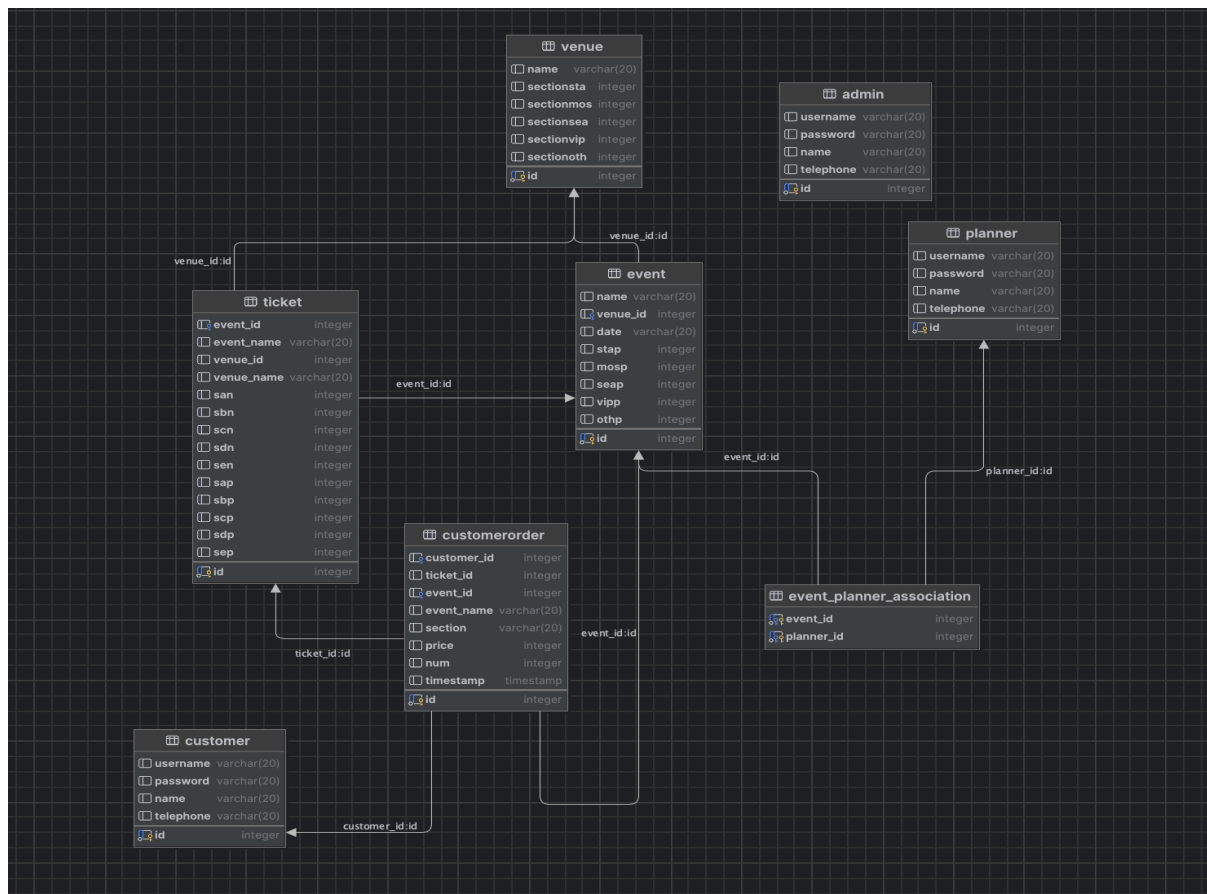 venue
name varchar(20)
sectionsta integer
sectionmos integer
sectionsea integer
sectionvip integer
sectionoth integer
id integer
admin
username varchar(20)
password varchar(20)
name varchar(20)
telephone varchar(20)
id integer
planner
username varchar(20)
password varchar(20)
name varchar(20)
telephone varchar(20)
id integer
venue_id:id
venue_id:id
event
name varchar(20)
venue_id integer
date varchar(20)
stap integer
mosp integer
seap integer
vipp integer
othp integer
id integer
ticket
event_id integer
event_name varchar(20)
venue_id integer
venue_name varchar(20)
san integer
sbn integer
scn integer
sdn integer
sen integer
sap integer
sbp integer
scp integer
sdp integer
sep integer
id integer
event_id:id
event_id:id
planner_id:id
customerorder
customer_id integer
ticket_id integer
event_id integer
event_name varchar(20)
section varchar(20)
price integer
num integer
timestamp timestamp
id integer
event_planner_association
event_id integer
planner_id integer
event_id:id
ticket_id:id
customer
username varchar(20)
password varchar(20)
name varchar(20)
telephone varchar(20)
id integer
customer_id:id